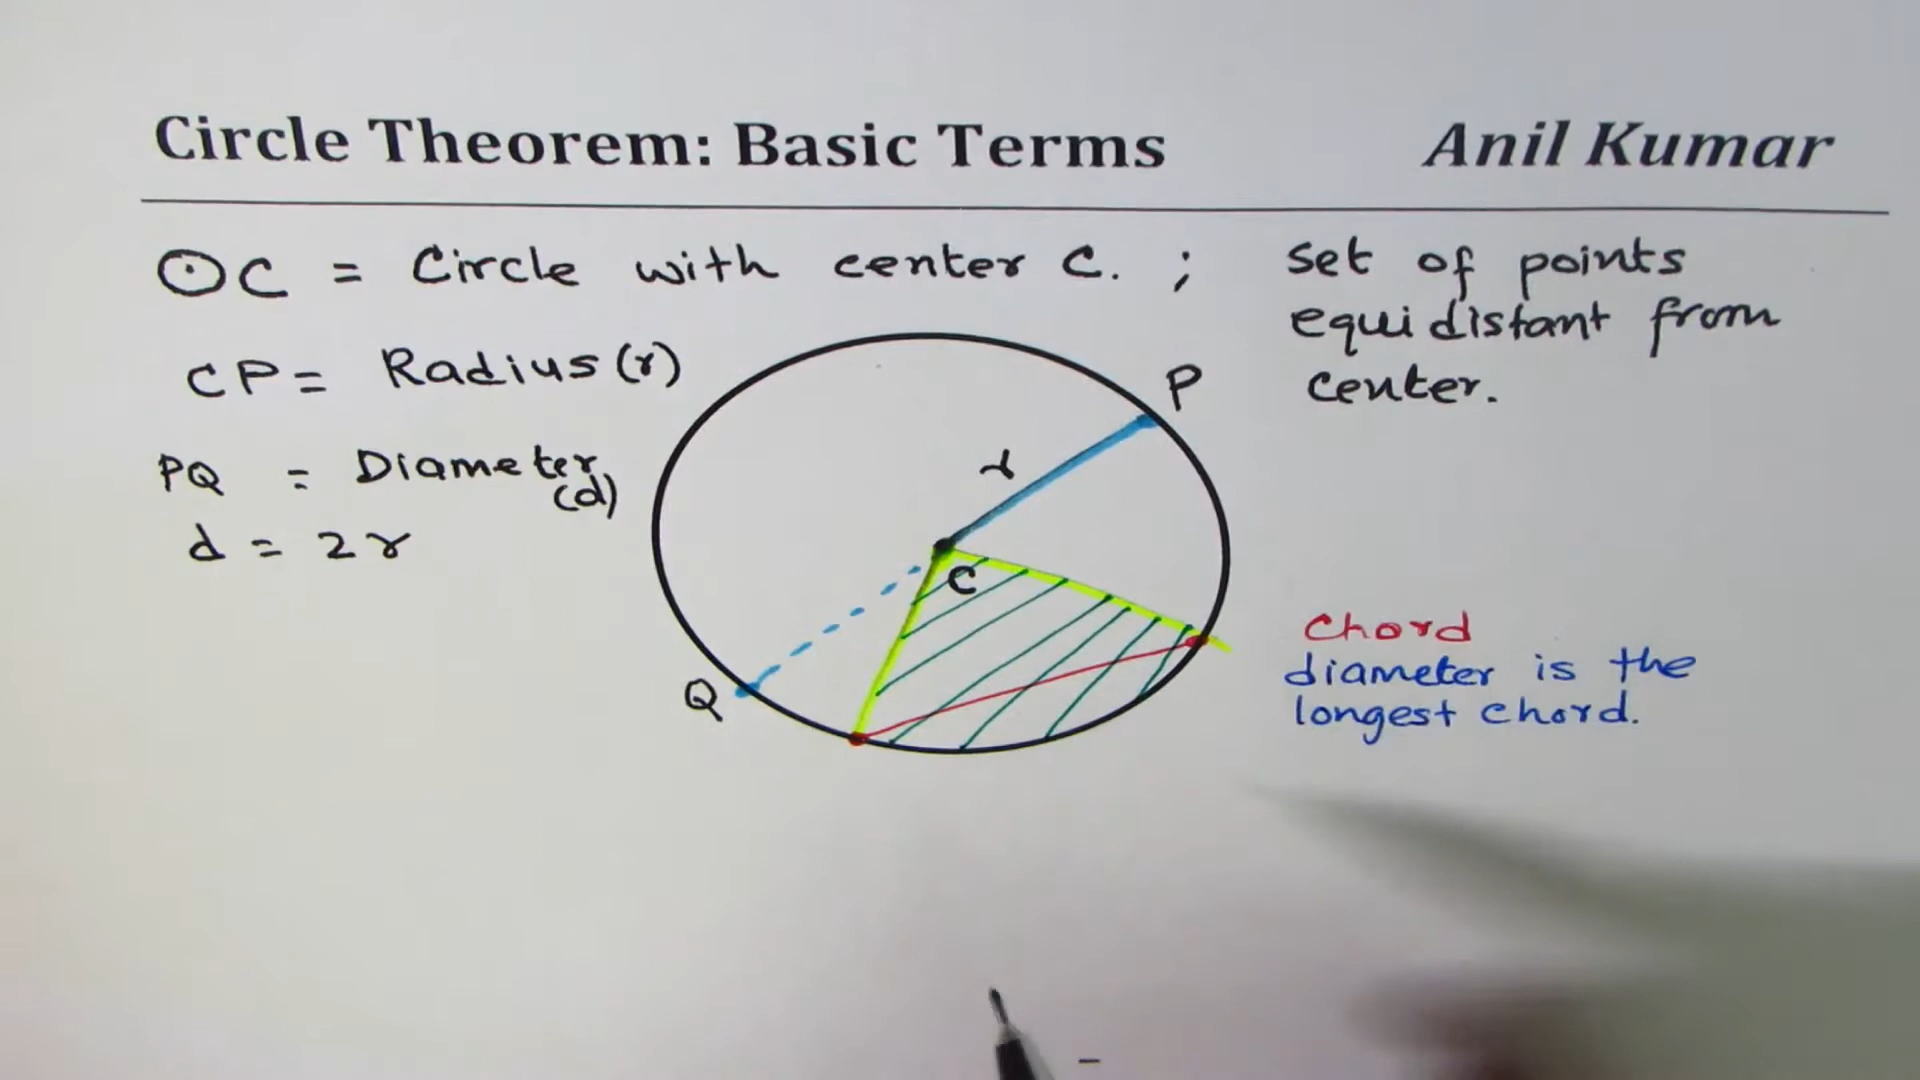 Circle Theorem: Basic Terms Anil Kumar
⊙C = Circle with center C. ; set of points
equidistant from
center.
CP = Radius (r)
P
PQ = Diameter
(d)
r
d = 2r
C
Q
Chord
diameter is the
longest chord.